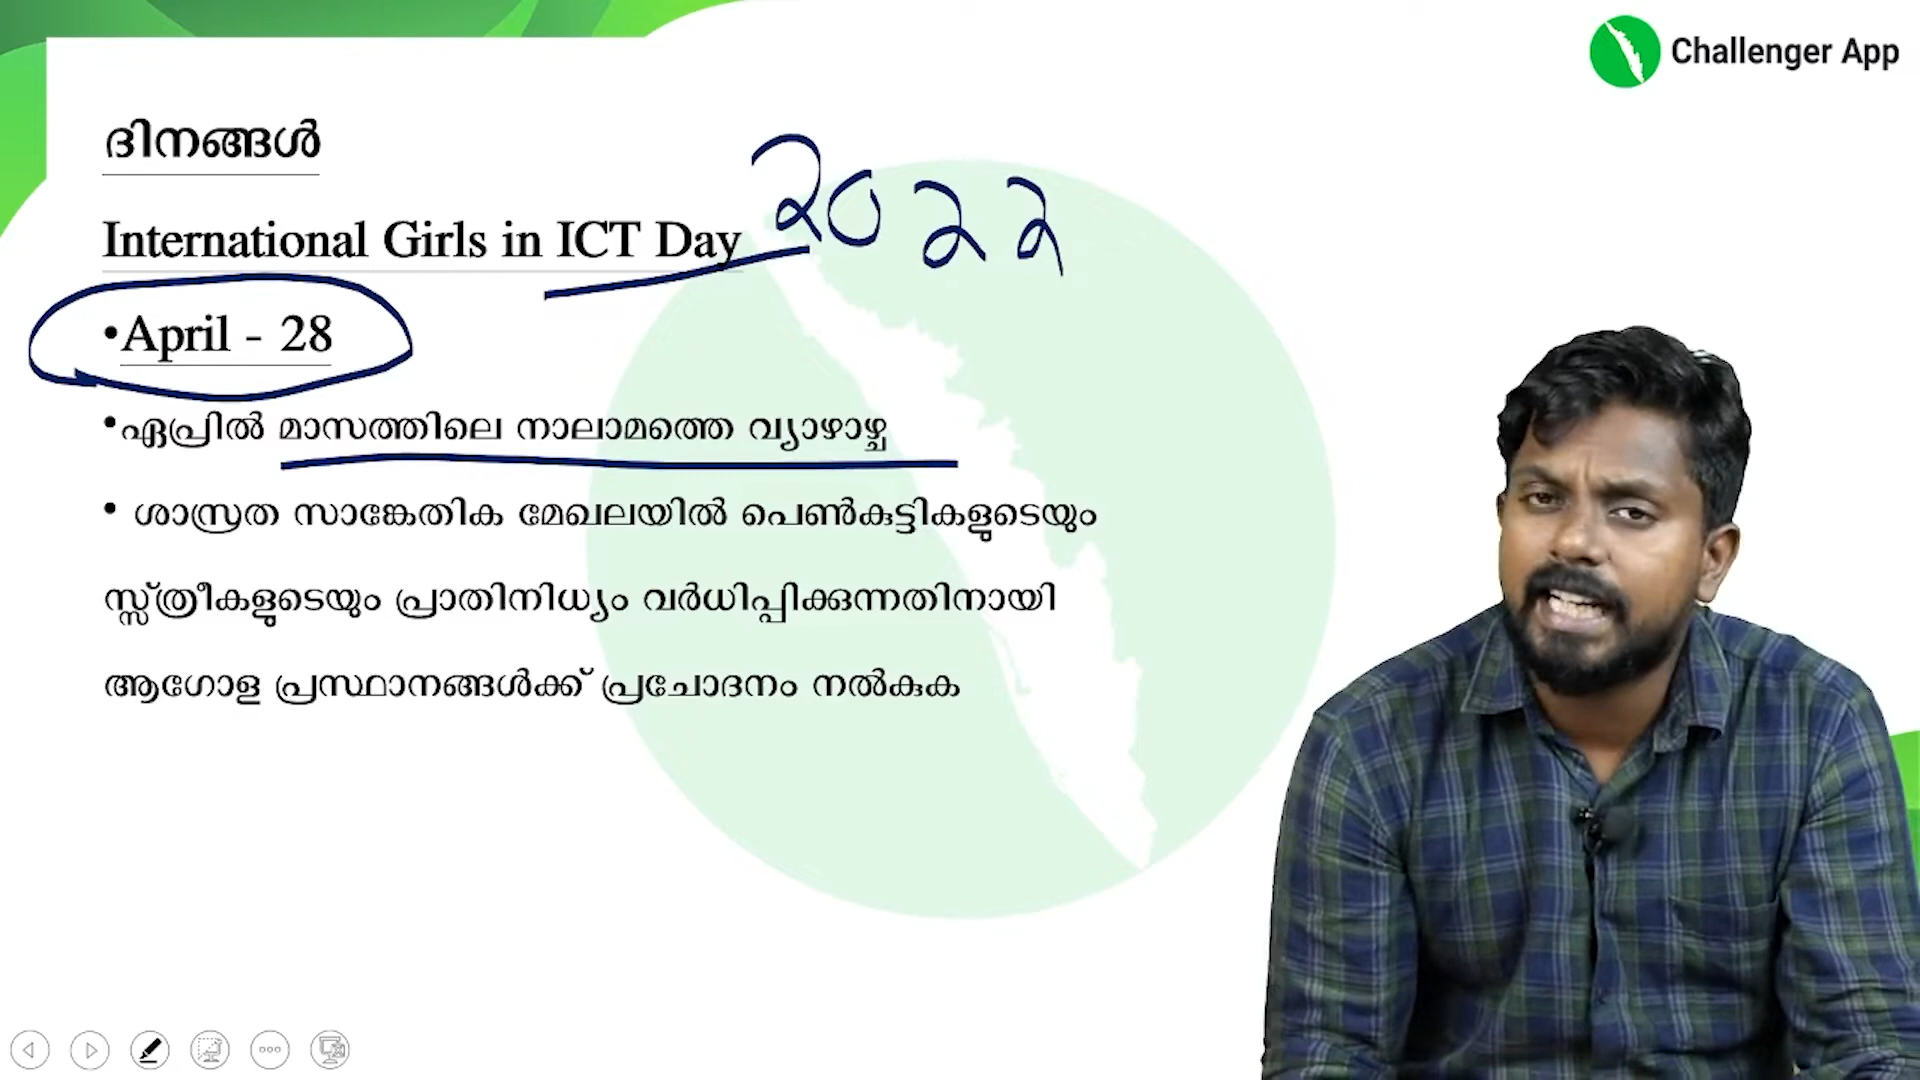 Challenger App
ദിനങ്ങൾ
International Girls in ICT Day 2022
•April - 28
•ഏപ്രിൽ മാസത്തിലെ നാലാമത്തെ വ്യാഴാഴ്ച
• ശാസ്ത്ര സാങ്കേതിക മേഖലയിൽ പെൺകുട്ടികളുടെയും
സ്സ്ത്രീകളുടെയും പ്രാതിനിധ്യം വർധിപ്പിക്കുന്നതിനായി
ആഗോള പ്രസ്ഥാനങ്ങൾക്ക് പ്രചോദനം നൽകുക